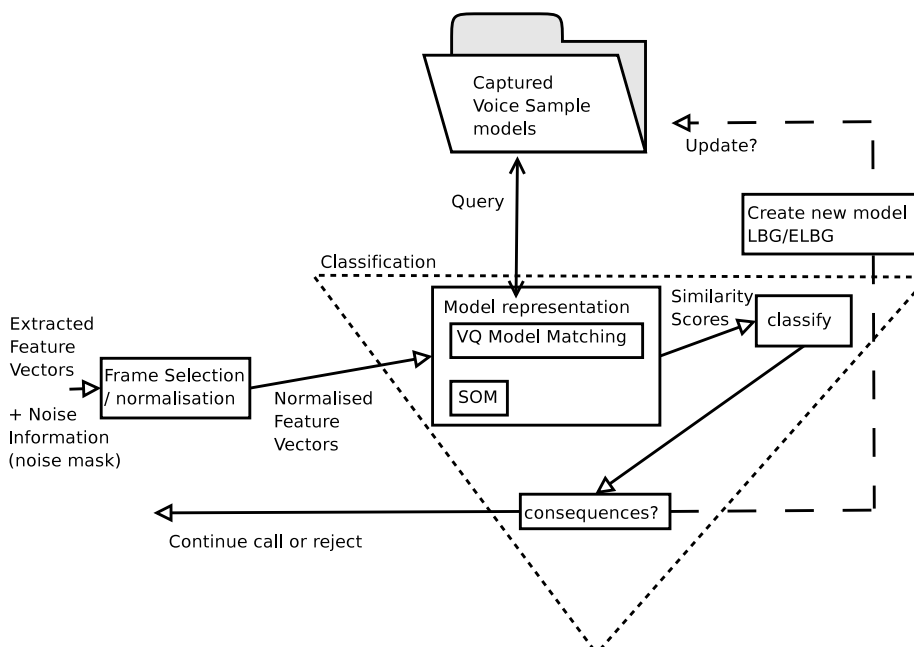 Captured
Voice Sample
models
Update?
Query
Create new model
LBG/ELBG
Classification
Model representation
VQ Model Matching
SOM
Similarity
Scores
classify
Extracted
Feature
Vectors
Frame Selection
/ normalisation
+ Noise
Information
(noise mask)
Normalised
Feature
Vectors
consequences?
Continue call or reject